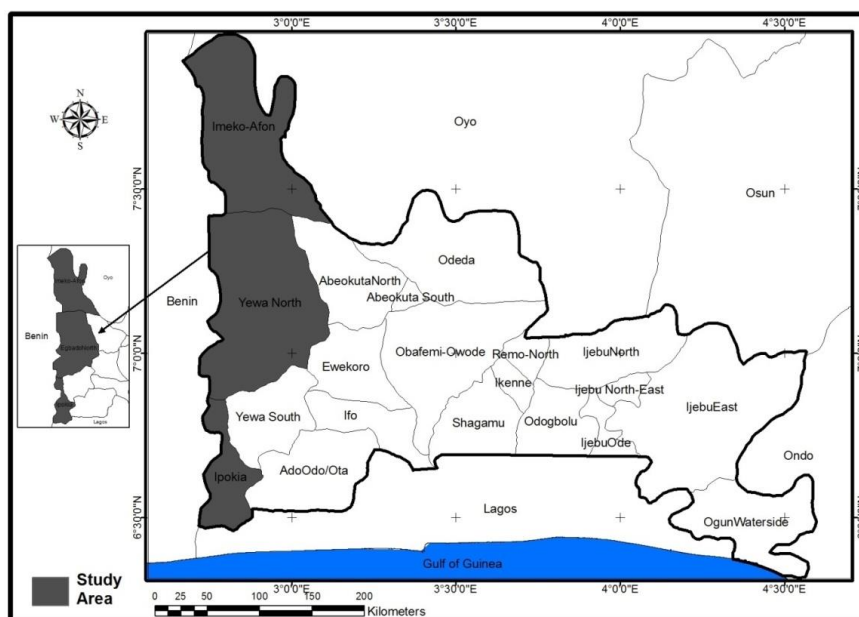 3°0'0"E 3°30'0"E 4°0'0"E 4°30'0"E
N
W E
S
Imeko-Afon
Oyo
7°30'0"N
Osun
Odeda
AbeokutaNorth
Benin
Yewa North
Abeokuta South
7°0'0"N
Obafemi-Owode
Remo-North
IjebuNorth
Ewekoro
Ikenne
Ijebu North-East
IjebuEast
Yewa South
Ifo
Shagamu
Odogbolu
IjebuOde
Ipokia
AdoOdo/Ota
Ondo
6°30'0"N
Lagos
OgunWaterside
Gulf of Guinea
Imeko-Afon
Oyo
Benin
Lagos
Study
Area
3°0'0"E 3°30'0"E 4°0'0"E 4°30'0"E
0 25 50 100 150 200
Kilometers